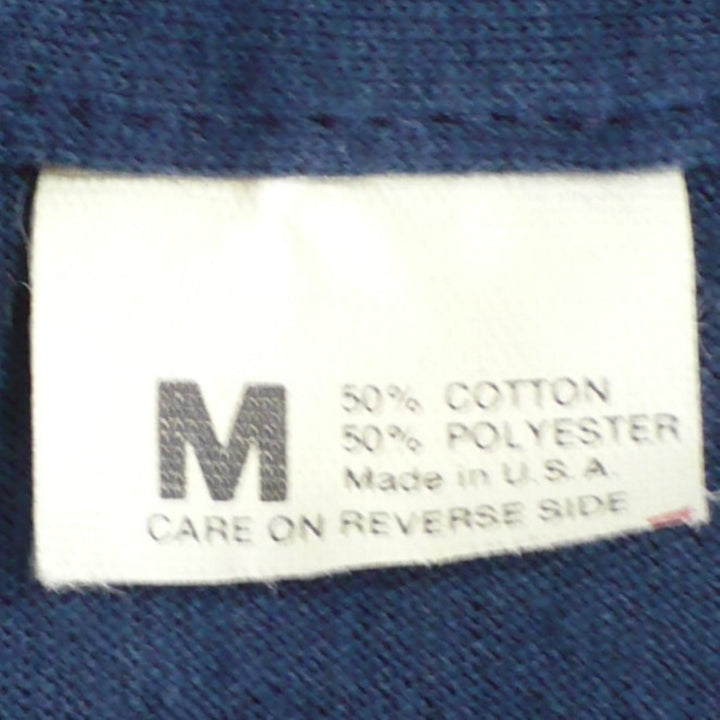 M
50% COTTON
50% POLYESTER
Made in U.S.A.
CARE ON REVERSE SIDE